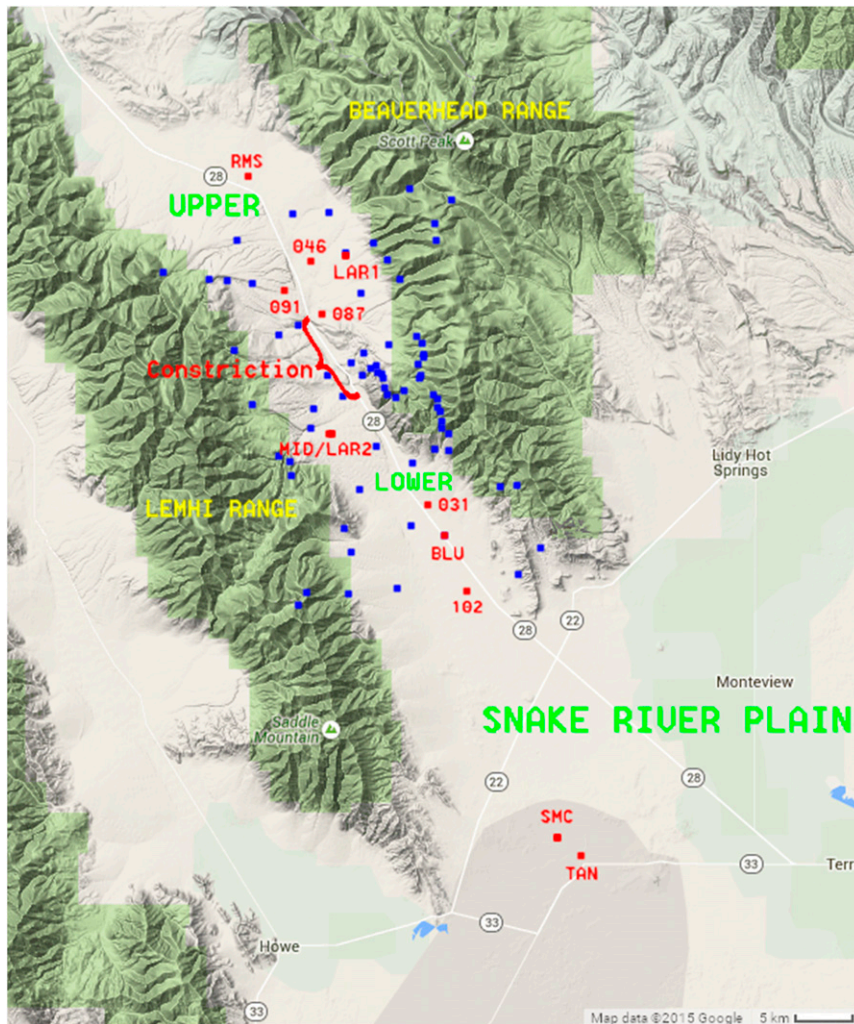 BEAVERHEAD RANGE
Scott Peak
RMS
28
UPPER
046
LAR1
091
087
Constriction
28
MID/LAR2
Lidy Hot
Springs
LOWER
LEMHI RANGE
031
BLU
102
28
22
Monteview
SNAKE RIVER PLAIN
Saddle
Mountain
22
28
SMC
TAN
33
Terr
33
Howe
33
Map data ©2015 Google
5 km